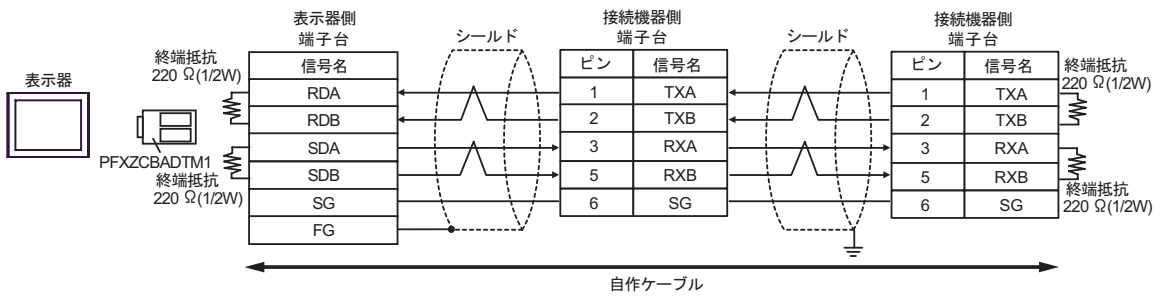 表示器
PFXZCBADTM1
終端抵抗
220 Ω(1/2W)
終端抵抗
220 Ω(1/2W)
表示器側
端子台
信号名
RDA
RDB
SDA
SDB
SG
FG
シールド
接続機器側
端子台
ピン 信号名
1 TXA
2 TXB
3 RXA
5 RXB
6 SG
シールド
接続機器側
端子台
ピン 信号名
1 TXA
2 TXB
3 RXA
5 RXB
6 SG
終端抵抗
220 Ω(1/2W)
終端抵抗
220 Ω(1/2W)
自作ケーブル